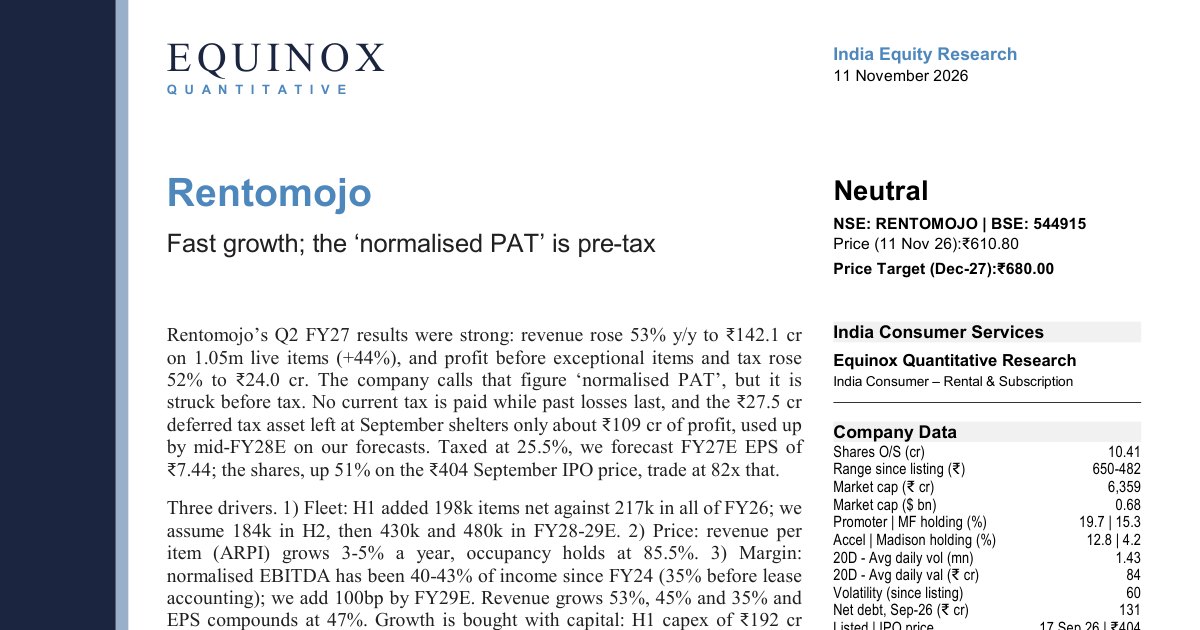 EQUINOX
QUANTITATIVE
India Equity Research
11 November 2026
Rentomojo
Fast growth; the ‘normalised PAT’ is pre-tax
Rentomojo’s Q2 FY27 results were strong: revenue rose 53% y/y to ₹142.1 cr
on 1.05m live items (+44%), and profit before exceptional items and tax rose
52% to ₹24.0 cr. The company calls that figure ‘normalised PAT’, but it is
struck before tax. No current tax is paid while past losses last, and the ₹27.5 cr
deferred tax asset left at September shelters only about ₹109 cr of profit, used up
by mid-FY28E on our forecasts. Taxed at 25.5%, we forecast FY27E EPS of
₹7.44; the shares, up 51% on the ₹404 September IPO price, trade at 82x that.
Three drivers. 1) Fleet: H1 added 198k items net against 217k in all of FY26; we
assume 184k in H2, then 430k and 480k in FY28-29E. 2) Price: revenue per
item (ARPI) grows 3-5% a year, occupancy holds at 85.5%. 3) Margin:
normalised EBITDA has been 40-43% of income since FY24 (35% before lease
accounting); we add 100bp by FY29E. Revenue grows 53%, 45% and 35% and
EPS compounds at 47%. Growth is bought with capital: H1 capex of ₹192 cr
Neutral
NSE: RENTOMOJO | BSE: 544915
Price (11 Nov 26):₹610.80
Price Target (Dec-27):₹680.00
India Consumer Services
Equinox Quantitative Research
India Consumer – Rental & Subscription
Company Data
Shares O/S (cr) 10.41
Range since listing (₹) 650-482
Market cap (₹ cr) 6,359
Market cap ($ bn) 0.68
Promoter | MF holding (%) 19.7 | 15.3
Accel | Madison holding (%) 12.8 | 4.2
20D - Avg daily vol (mn) 1.43
20D - Avg daily val (₹ cr) 84
Volatility (since listing) 60
Net debt, Sep-26 (₹ cr) 131
Listed | IPO price 17 Sep 26 | ₹404